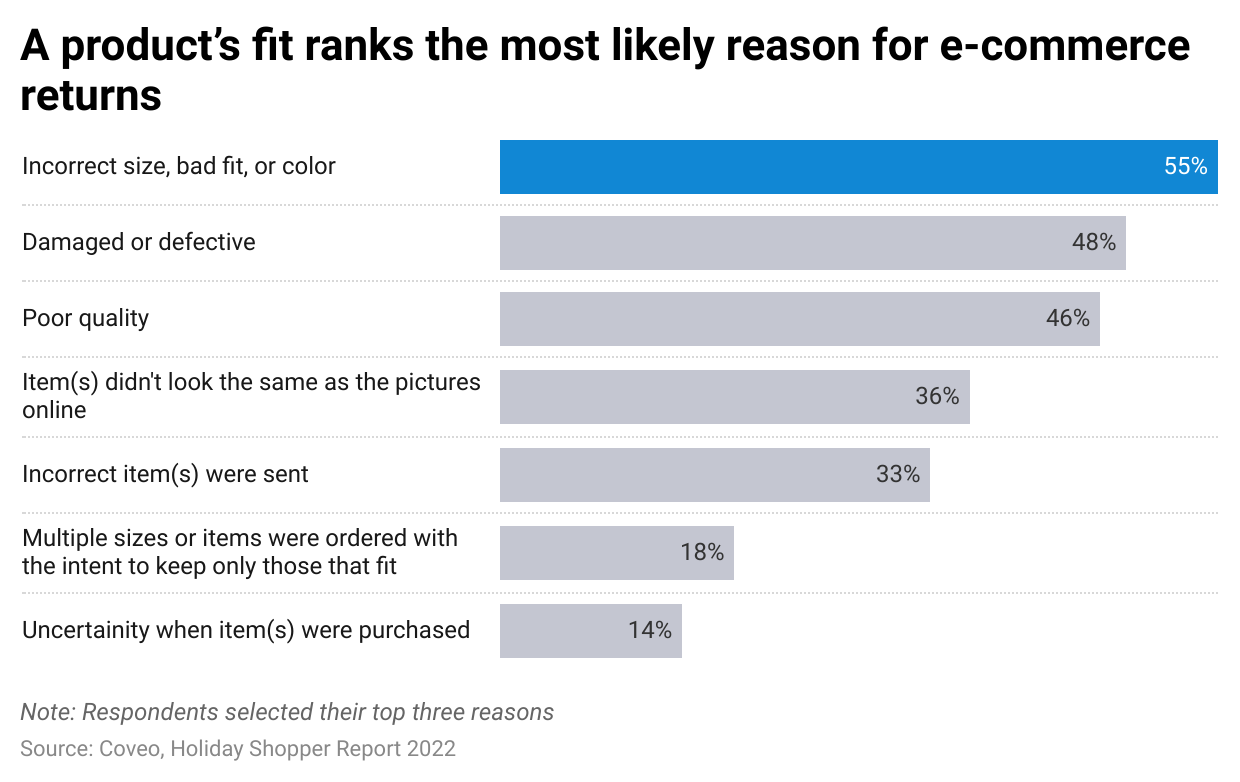 A product’s fit ranks the most likely reason for e-commerce
returns
Incorrect size, bad fit, or color
55%
Damaged or defective
48%
Poor quality
46%
Item(s) didn't look the same as the pictures
online
36%
Incorrect item(s) were sent
33%
Multiple sizes or items were ordered with
the intent to keep only those that fit
18%
Uncertainity when item(s) were purchased
14%
Note: Respondents selected their top three reasons
Source: Coveo, Holiday Shopper Report 2022